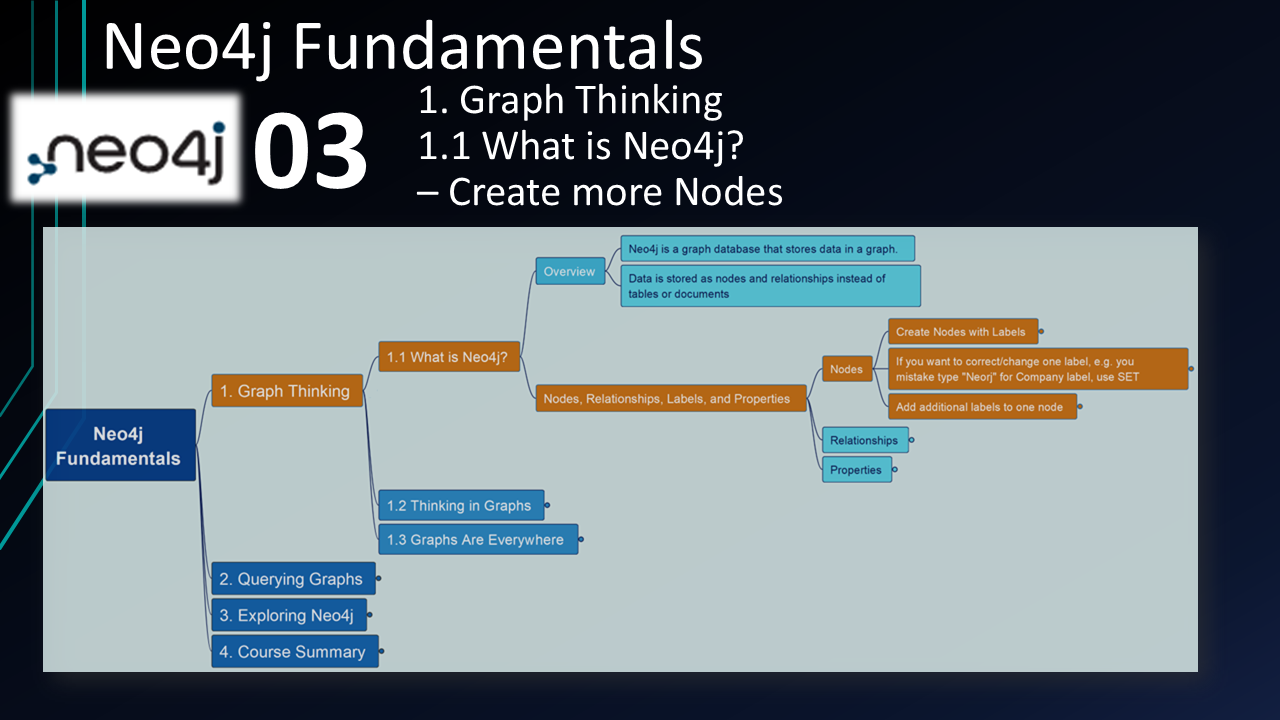 Neo4j Fundamentals
neo4j
03
1. Graph Thinking
1.1 What is Neo4j?
– Create more Nodes
Neo4j
Fundamentals
1. Graph Thinking
1.1 What is Neo4j?
Overview
Neo4j is a graph database that stores data in a graph.
Data is stored as nodes and relationships instead of
tables or documents
Nodes, Relationships, Labels, and Properties
Nodes
Create Nodes with Labels
If you want to correct/change one label, e.g. you
mistake type "Neorj" for Company label, use SET
Add additional labels to one node
Relationships
Properties
1.2 Thinking in Graphs
1.3 Graphs Are Everywhere
2. Querying Graphs
3. Exploring Neo4j
4. Course Summary